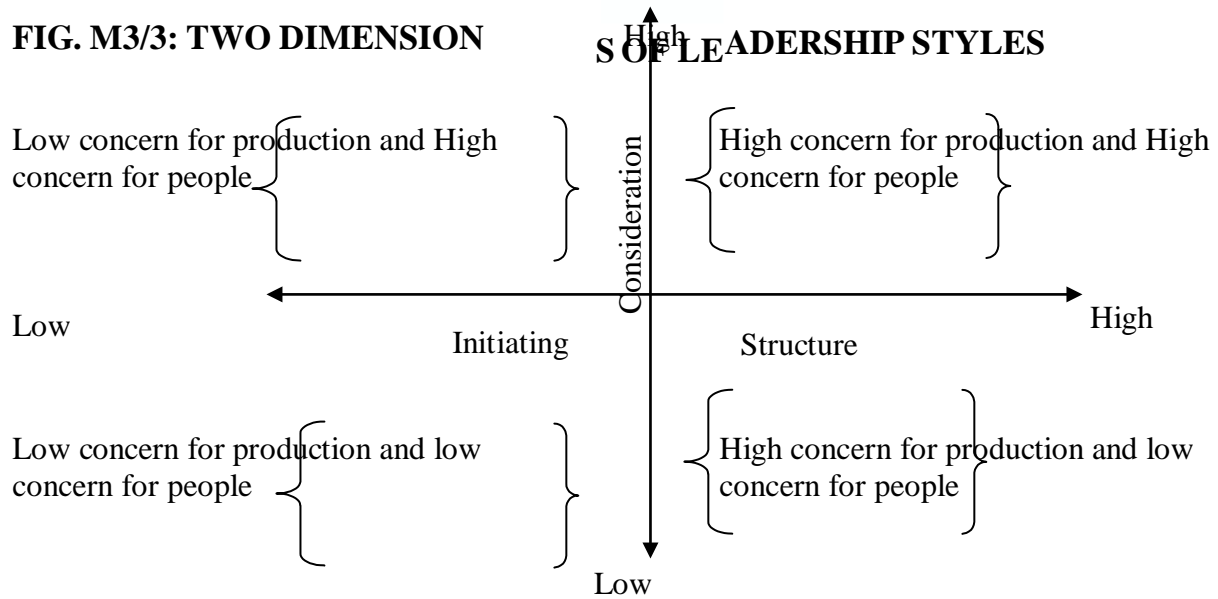 FIG. M3/3: TWO DIMENSIONS OF LEADERSHIP STYLES
High
Low concern for production and High
concern for people
Consideration
High concern for production and High
concern for people
Low
Initiating
Structure
High
Low concern for production and low
concern for people
High concern for production and low
concern for people
Low